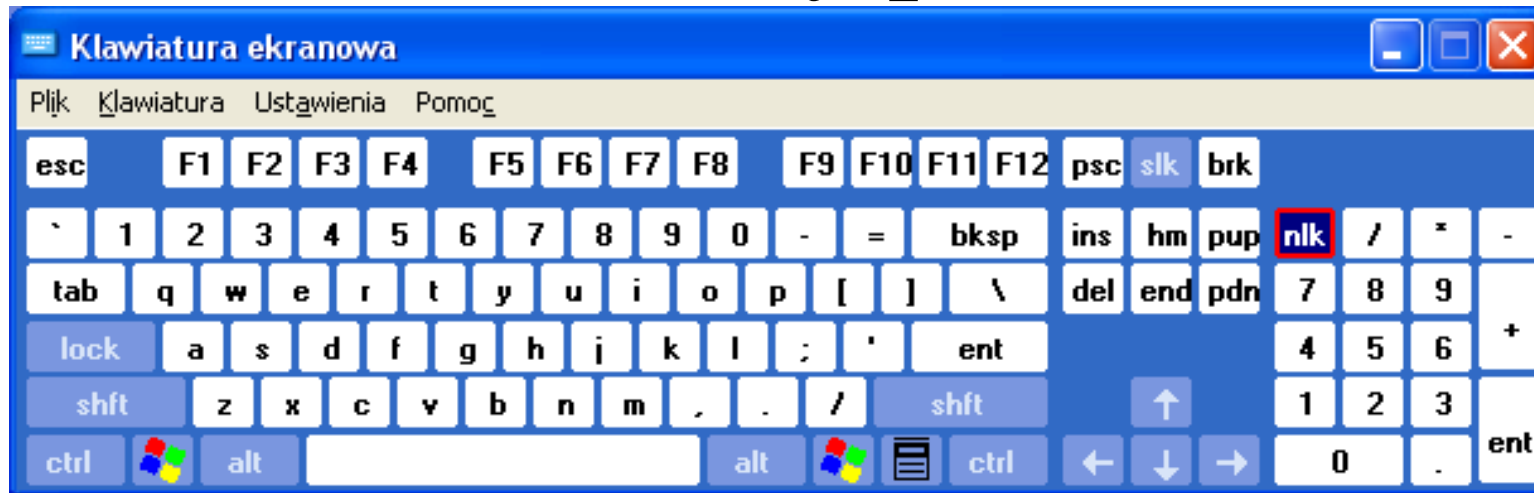 Klawiatura ekranowa
Plik Klawiatura Ustawienia Pomoc
esc F1 F2 F3 F4 F5 F6 F7 F8 F9 F10 F11 F12 psc slk brk
` 1 2 3 4 5 6 7 8 9 0 - = bksp ins hm pup nlk / * -
tab q w e r t y u i o p [ ] \ del end pdn 7 8 9
lock a s d f g h j k l ; ' ent 4 5 6 +
shft z x c v b n m , . / shft ↑ 1 2 3
ctrl alt alt ctrl ← ↓ → 0 . ent